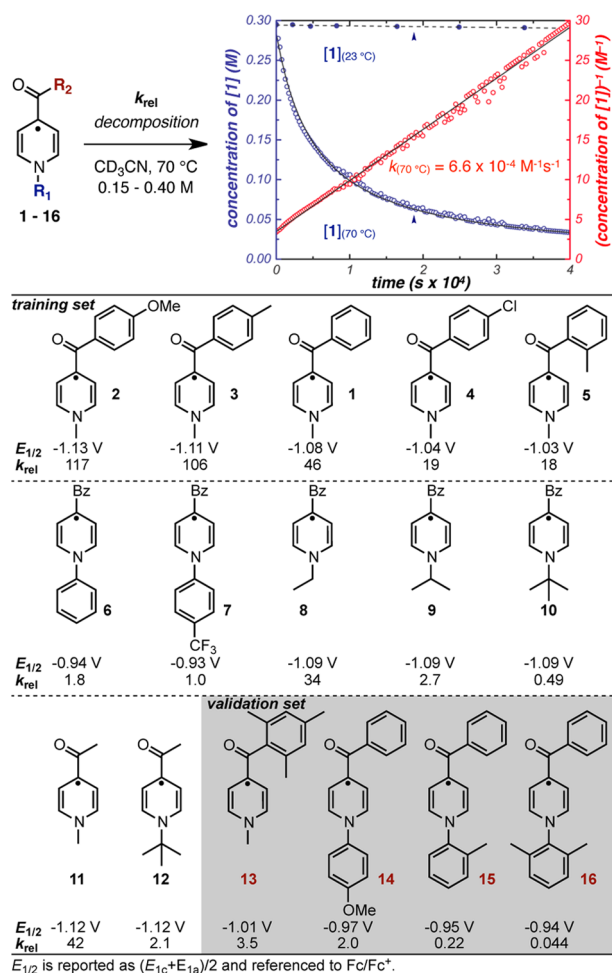 O
R₂
N
R₁
1 - 16
k_rel
decomposition
CD₃CN, 70 °C
0.15 - 0.40 M
concentration of [1] (M)
0.30
0.25
0.20
0.15
0.10
0.05
0.00
[1](23 °C)
k(70 °C) = 6.6 x 10⁻⁴ M⁻¹s⁻¹
[1](70 °C)
30
25
20
15
10
5
0
(concentration of [1])⁻¹ (M⁻¹)
0 1 2 3 4
time (s x 10⁴)
training set
OMe Cl
O O O O O
2 3 1 4 5
N N N N N
E₁/₂ -1.13 V -1.11 V -1.08 V -1.04 V -1.03 V
k_rel 117 106 46 19 18
Bz Bz Bz Bz Bz
N N N N N
6 7 8 9 10
CF₃
E₁/₂ -0.94 V -0.93 V -1.09 V -1.09 V -1.09 V
k_rel 1.8 1.0 34 2.7 0.49
validation set
O O O O O O
N N N N N N
11 12 13 14 15 16
OMe
E₁/₂ -1.12 V -1.12 V -1.01 V -0.97 V -0.95 V -0.94 V
k_rel 42 2.1 3.5 2.0 0.22 0.044
E₁/₂ is reported as (E₁c+E₁a)/2 and referenced to Fc/Fc⁺.